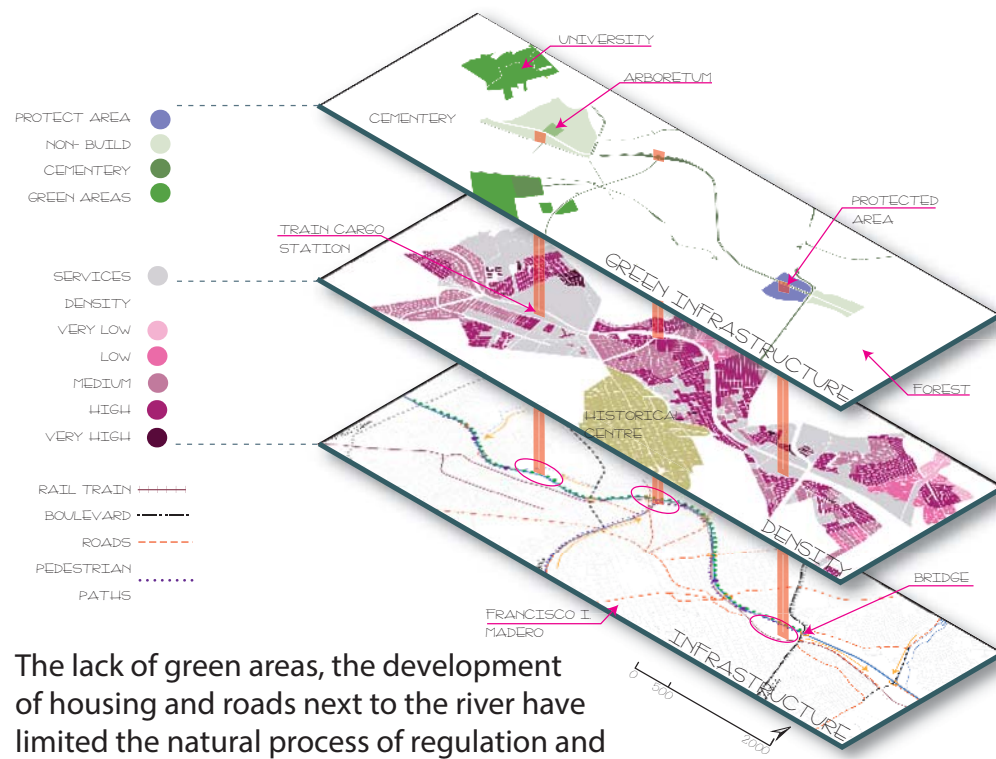 UNIVERSITY
ARBORETUM
PROTECT AREA
NON- BUILD
CEMENTERY
GREEN AREAS
CEMENTERY
PROTECTED
AREA
TRAIN CARGO
STATION
GREEN INFRASTRUCTURE
SERVICES
DENSITY
VERY LOW
LOW
MEDIUM
HIGH
VERY HIGH
FOREST
HISTORICAL
CENTRE
DENSITY
RAIL TRAIN
BOULEVARD
ROADS
PEDESTRIAN
PATHS
BRIDGE
FRANCISCO I.
MADERO
INFRASTRUCTURE
0 500 2000
The lack of green areas, the development
of housing and roads next to the river have
limited the natural process of regulation and